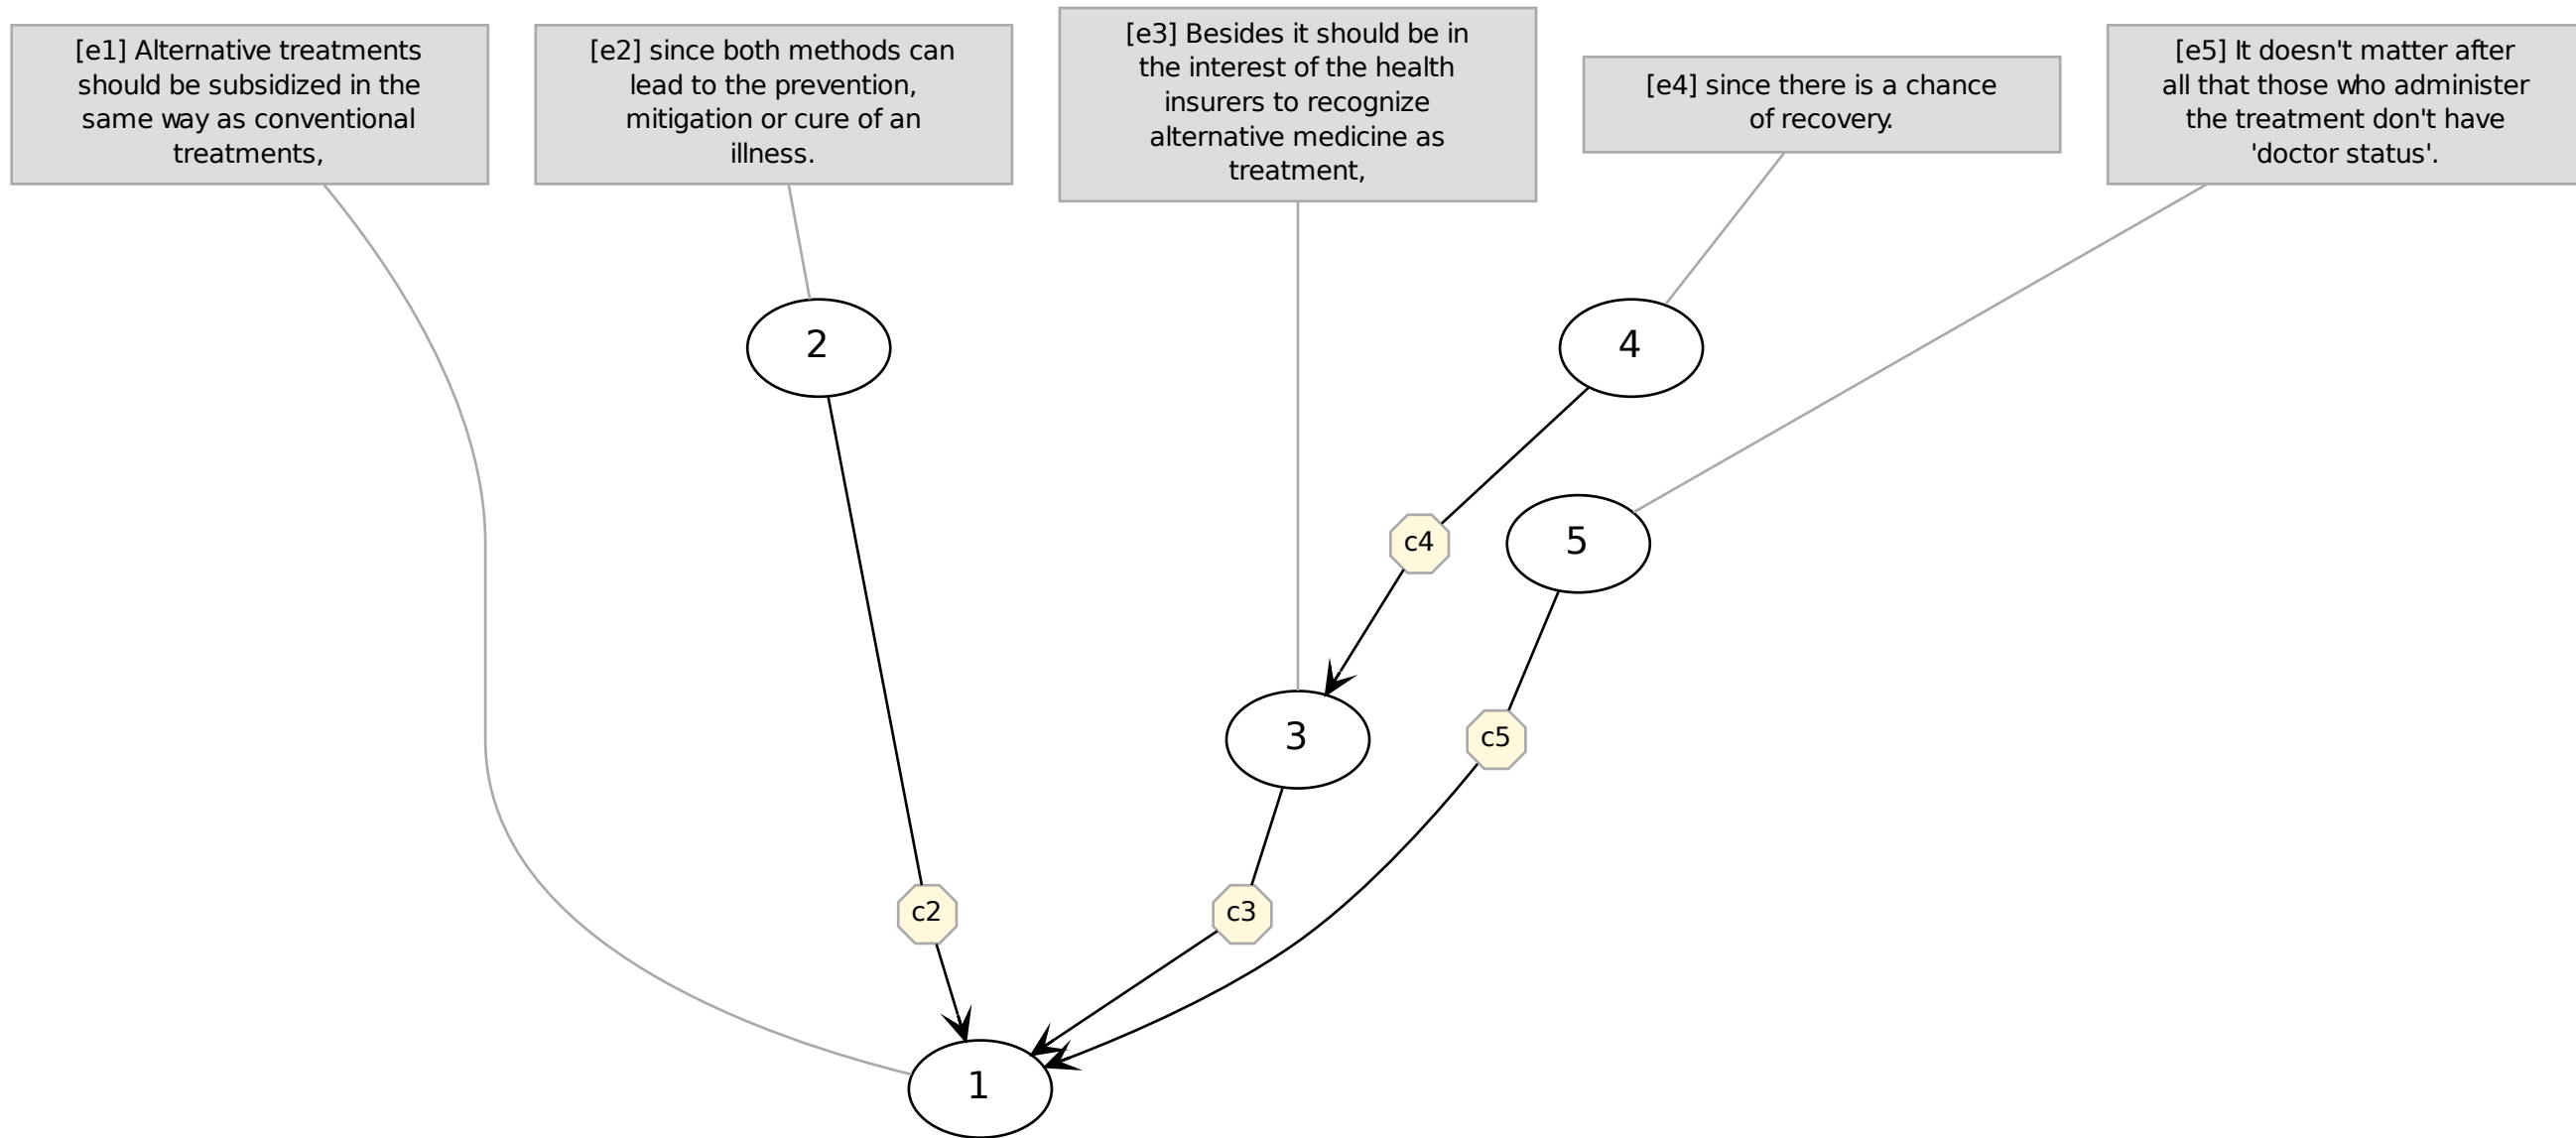 [e1] Alternative treatments
should be subsidized in the
same way as conventional
treatments,
[e2] since both methods can
lead to the prevention,
mitigation or cure of an
illness.
[e3] Besides it should be in
the interest of the health
insurers to recognize
alternative medicine as
treatment,
[e4] since there is a chance
of recovery.
[e5] It doesn't matter after
all that those who administer
the treatment don't have
'doctor status'.
2
4
c4
5
3
c5
c2
c3
1